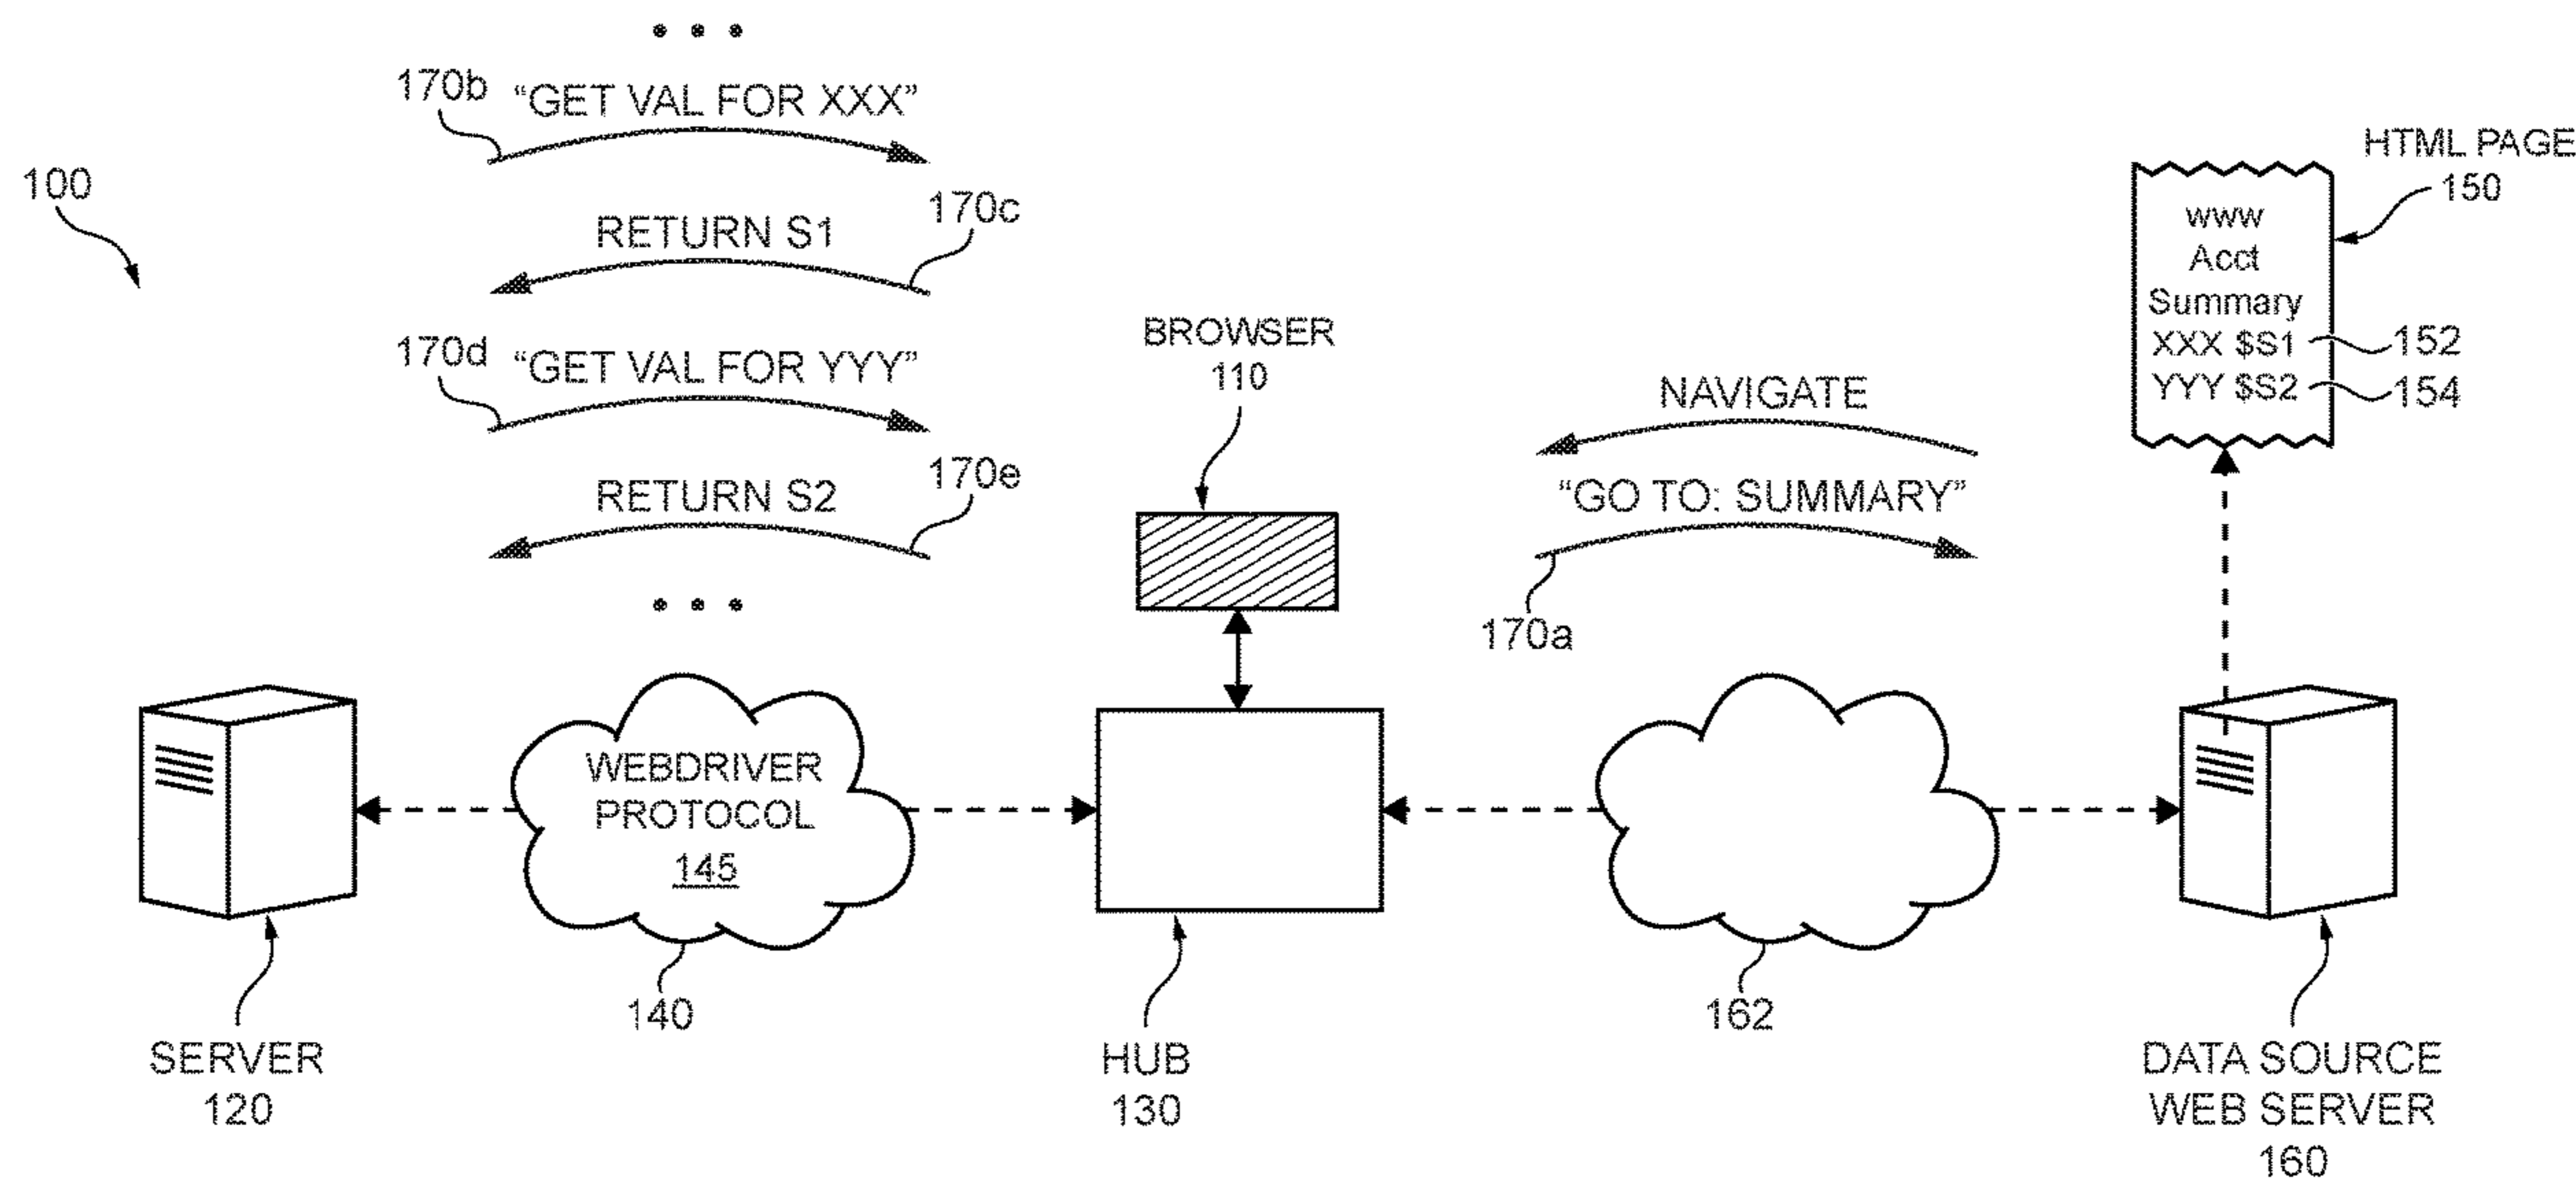 • • •
170b
“GET VAL FOR XXX”
100
RETURN S1
170c
170d
“GET VAL FOR YYY”
RETURN S2
170e
• • •
BROWSER
110
NAVIGATE
“GO TO: SUMMARY”
170a
HTML PAGE
150
www
Acct
Summary
XXX $S1
152
YYY $S2
154
WEBDRIVER
PROTOCOL
145
140
162
SERVER
120
HUB
130
DATA SOURCE
WEB SERVER
160